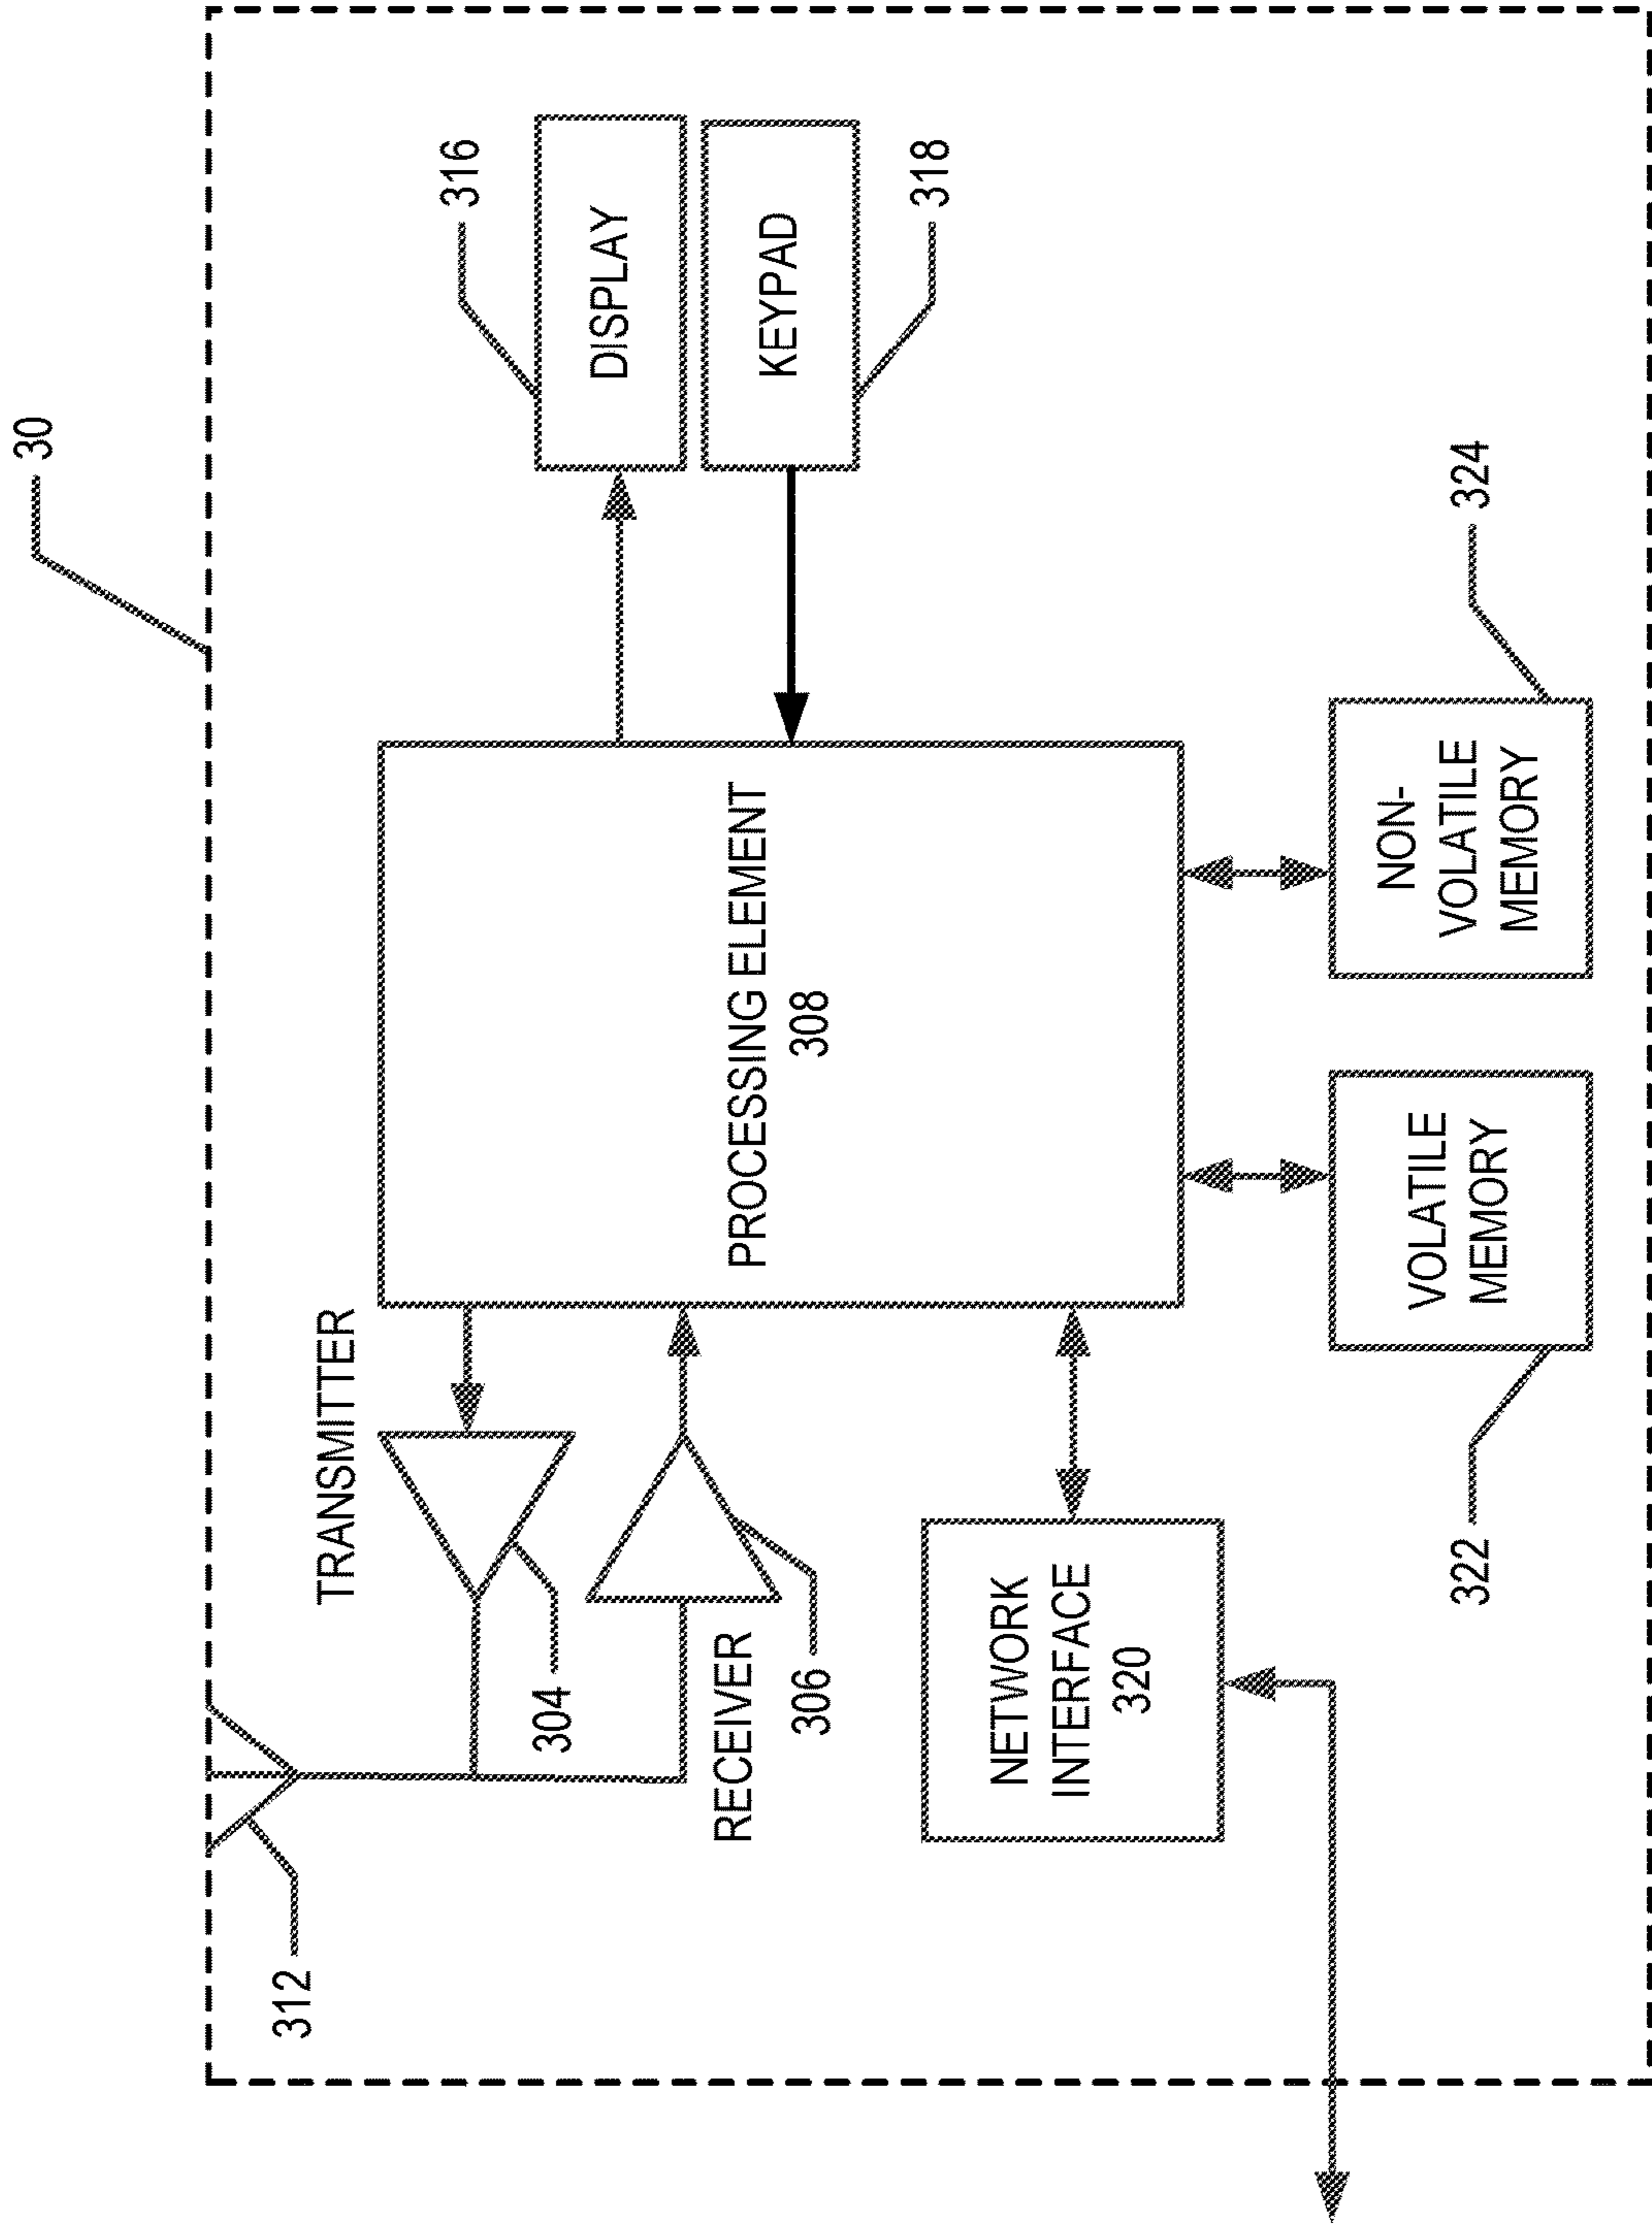 30
312
TRANSMITTER
304
RECEIVER
306
316
DISPLAY
KEYPAD
318
PROCESSING ELEMENT
308
NETWORK
INTERFACE
320
322
VOLATILE
MEMORY
NON-
VOLATILE
MEMORY
324